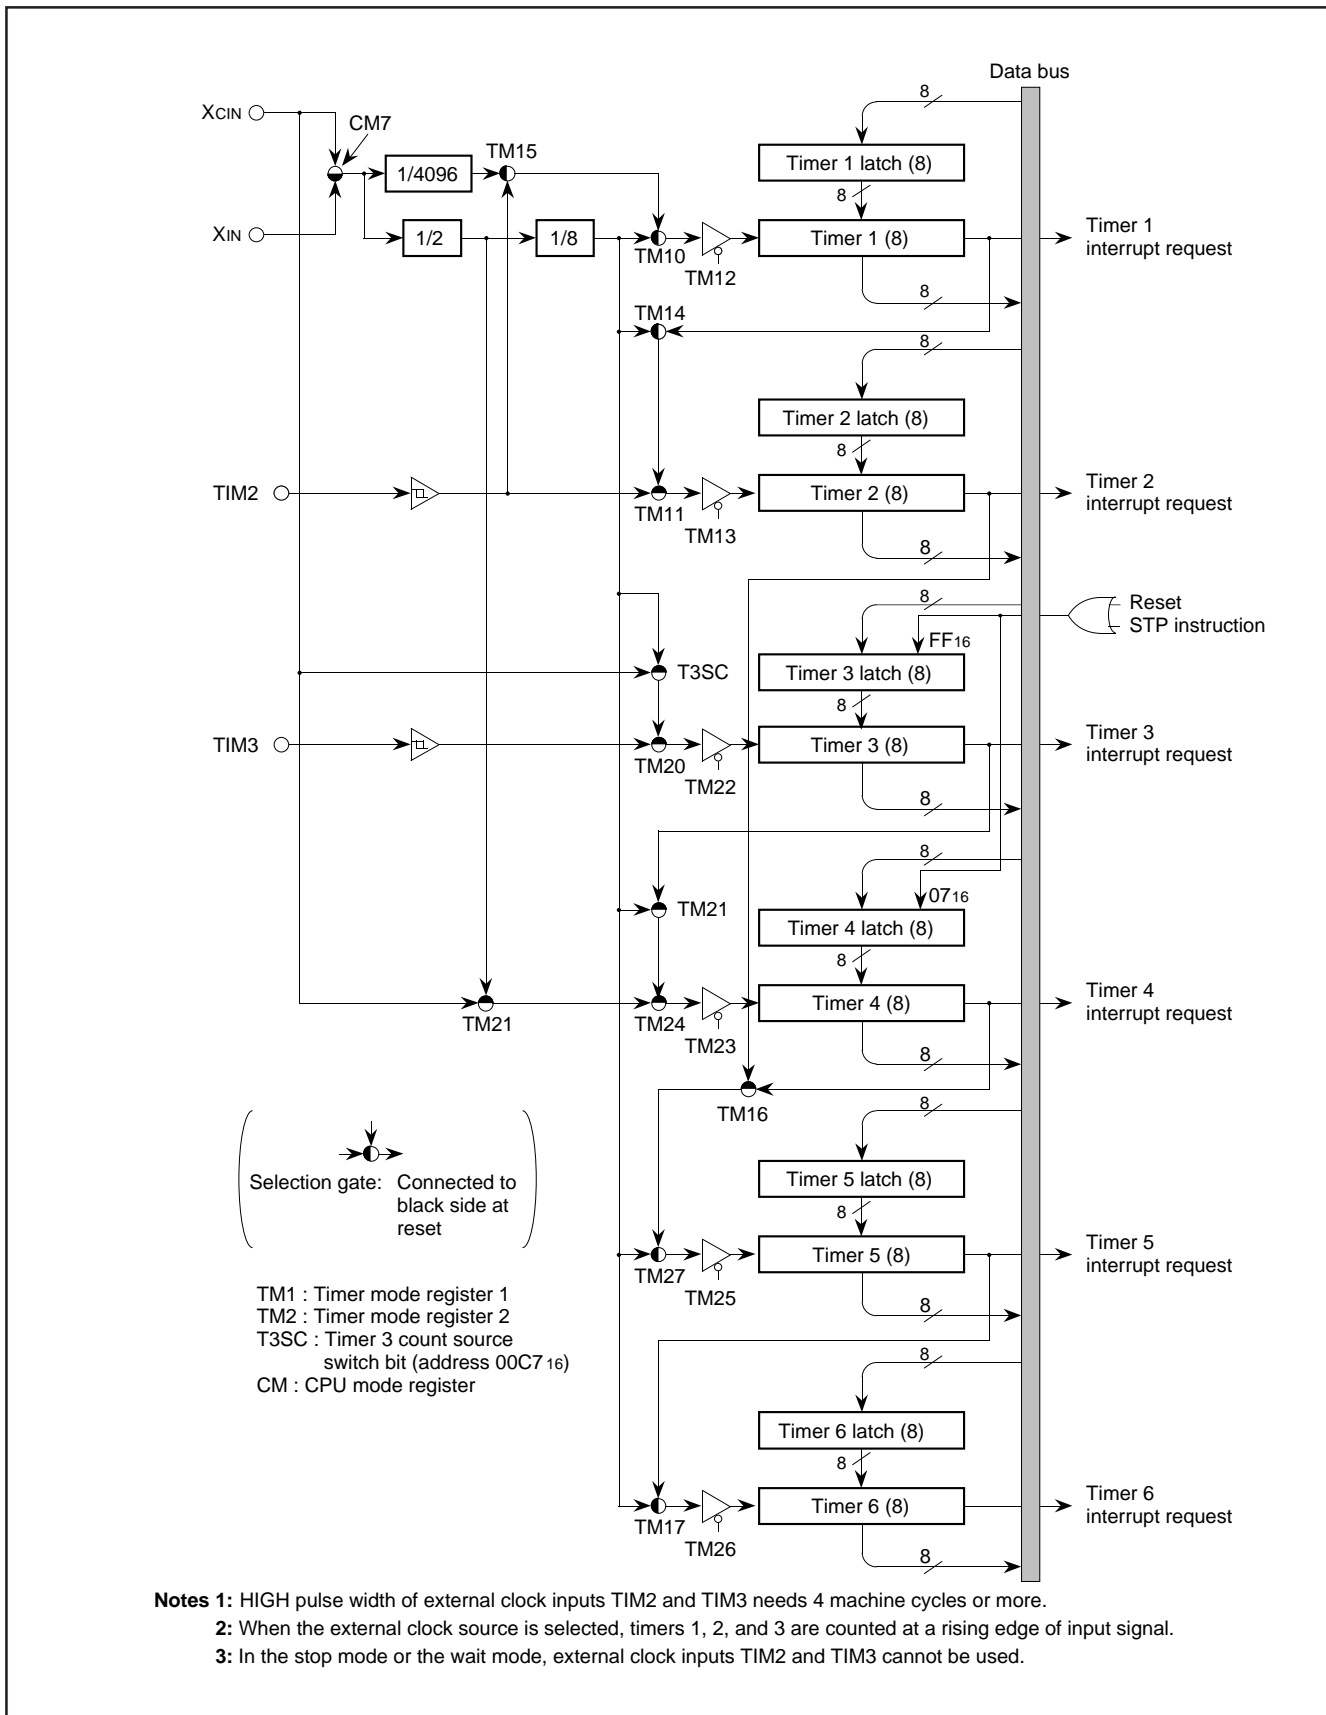 Data bus
XCIN
CM7
8
TM15
1/4096
Timer 1 latch (8)
8
XIN
1/2
1/8
TM10
TM12
Timer 1 (8)
Timer 1
interrupt request
8
TM14
8
Timer 2 latch (8)
8
TIM2
TM11
TM13
Timer 2 (8)
Timer 2
interrupt request
8
8
Reset
STP instruction
FF16
T3SC
Timer 3 latch (8)
8
TIM3
TM20
TM22
Timer 3 (8)
Timer 3
interrupt request
8
8
0716
TM21
Timer 4 latch (8)
8
TM21
TM24
TM23
Timer 4 (8)
Timer 4
interrupt request
8
TM16
8
Selection gate: Connected to
black side at
reset
Timer 5 latch (8)
8
TM27
TM25
Timer 5 (8)
Timer 5
interrupt request
8
TM1 : Timer mode register 1
TM2 : Timer mode register 2
T3SC : Timer 3 count source
switch bit (address 00C716)
CM : CPU mode register
8
Timer 6 latch (8)
8
TM17
TM26
Timer 6 (8)
Timer 6
interrupt request
8
Notes 1: HIGH pulse width of external clock inputs TIM2 and TIM3 needs 4 machine cycles or more.
2: When the external clock source is selected, timers 1, 2, and 3 are counted at a rising edge of input signal.
3: In the stop mode or the wait mode, external clock inputs TIM2 and TIM3 cannot be used.